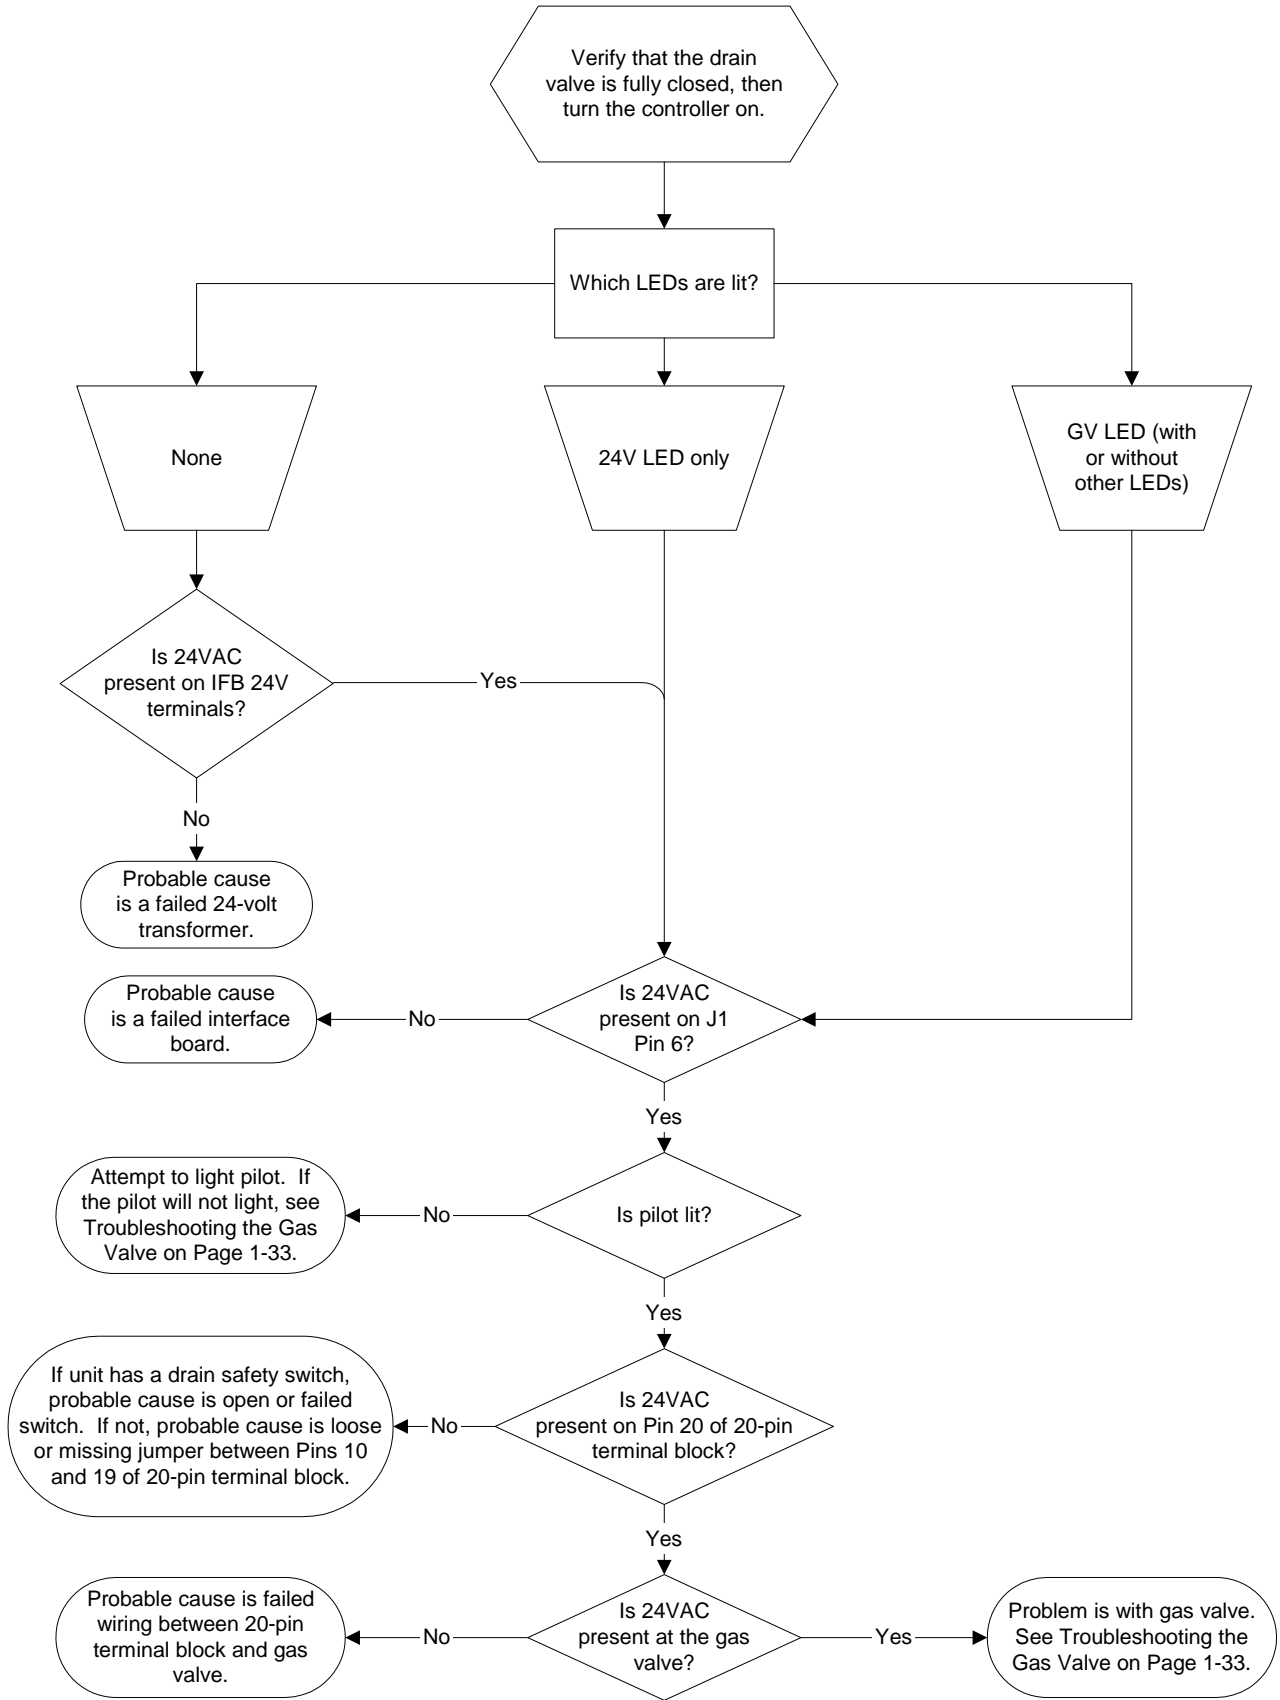 Verify that the drain
valve is fully closed, then
turn the controller on.
Which LEDs are lit?
None
24V LED only
GV LED (with
or without
other LEDs)
Is 24VAC
present on IFB 24V
terminals?
Yes
No
Probable cause
is a failed 24-volt
transformer.
Is 24VAC
present on J1
Pin 6?
No
Probable cause
is a failed interface
board.
Yes
Is pilot lit?
No
Attempt to light pilot.  If
the pilot will not light, see
Troubleshooting the Gas
Valve on Page 1-33.
Yes
Is 24VAC
present on Pin 20 of 20-pin
terminal block?
No
If unit has a drain safety switch,
probable cause is open or failed
switch.  If not, probable cause is loose
or missing jumper between Pins 10
and 19 of 20-pin terminal block.
Yes
Is 24VAC
present at the gas
valve?
No
Probable cause is failed
wiring between 20-pin
terminal block and gas
valve.
Yes
Problem is with gas valve.
See Troubleshooting the
Gas Valve on Page 1-33.